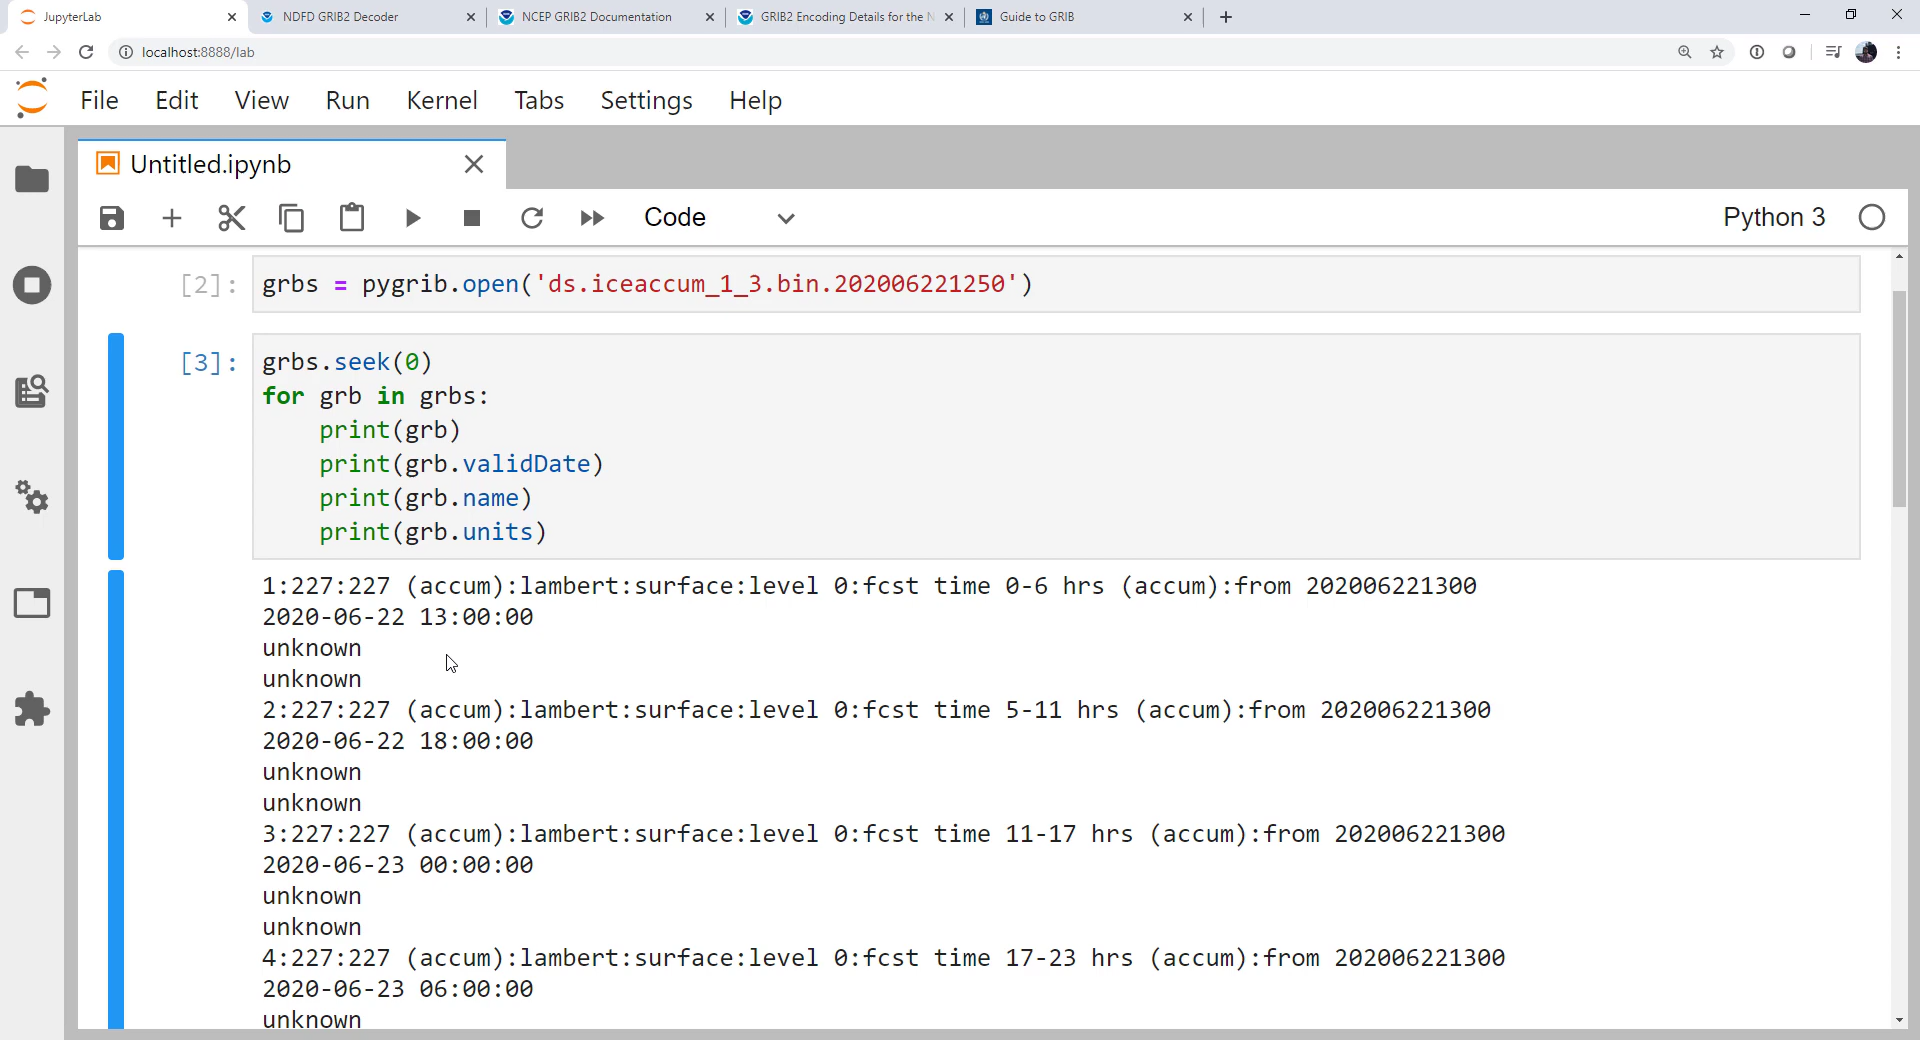 JupyterLab
NDFD GRIB2 Decoder
NCEP GRIB2 Documentation
GRIB2 Encoding Details for the N
Guide to GRIB
localhost:8888/lab
File Edit View Run Kernel Tabs Settings Help
Untitled.ipynb
Code
Python 3
[2]: grbs = pygrib.open('ds.iceaccum_1_3.bin.202006221250')
[3]: grbs.seek(0)
for grb in grbs:
    print(grb)
    print(grb.validDate)
    print(grb.name)
    print(grb.units)
1:227:227 (accum):lambert:surface:level 0:fcst time 0-6 hrs (accum):from 202006221300
2020-06-22 13:00:00
unknown
unknown
2:227:227 (accum):lambert:surface:level 0:fcst time 5-11 hrs (accum):from 202006221300
2020-06-22 18:00:00
unknown
unknown
3:227:227 (accum):lambert:surface:level 0:fcst time 11-17 hrs (accum):from 202006221300
2020-06-23 00:00:00
unknown
unknown
4:227:227 (accum):lambert:surface:level 0:fcst time 17-23 hrs (accum):from 202006221300
2020-06-23 06:00:00
unknown